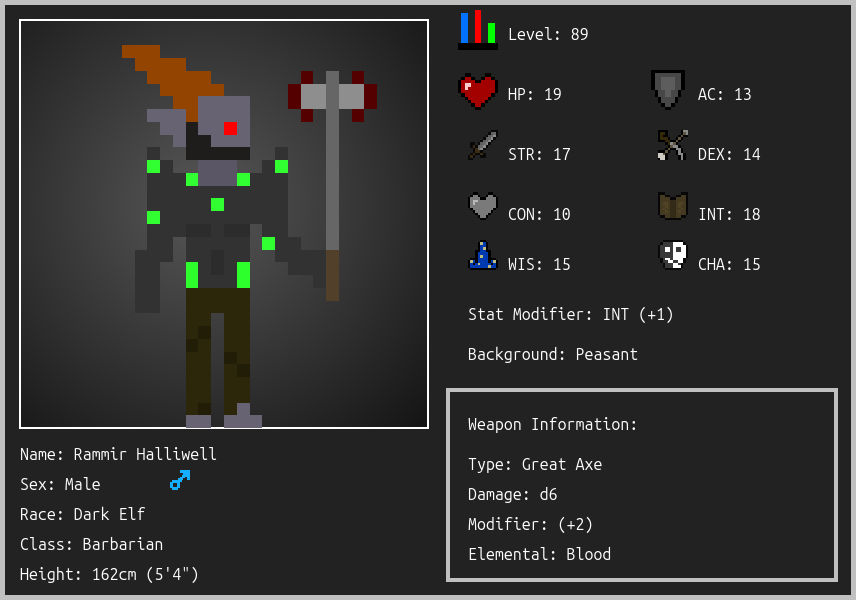 Level: 89
HP: 19
AC: 13
STR: 17
DEX: 14
CON: 10
INT: 18
WIS: 15
CHA: 15
Stat Modifier: INT (+1)
Background: Peasant
Name: Rammir Halliwell
Sex: Male
Race: Dark Elf
Class: Barbarian
Height: 162cm (5'4")
Weapon Information:
Type: Great Axe
Damage: d6
Modifier: (+2)
Elemental: Blood